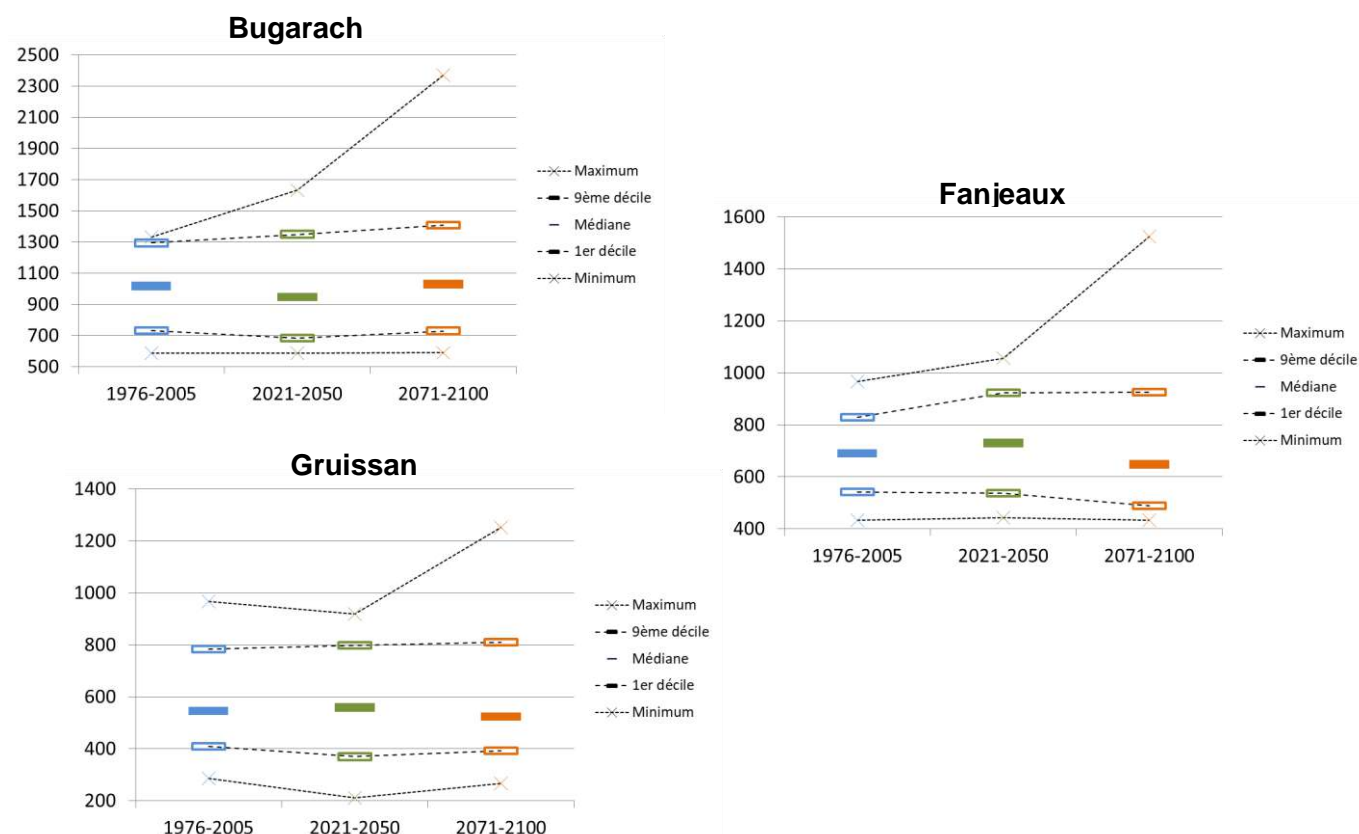 Bugarach
2500
2300
2100
1900
1700
1500
1300
1100
900
700
500
1976-2005
2021-2050
2071-2100
Maximum
9ème décile
Médiane
1er décile
Minimum
Fanjeaux
1600
1400
1200
1000
800
600
400
1976-2005
2021-2050
2071-2100
Maximum
9ème décile
Médiane
1er décile
Minimum
Gruissan
1400
1200
1000
800
600
400
200
1976-2005
2021-2050
2071-2100
Maximum
9ème décile
Médiane
1er décile
Minimum